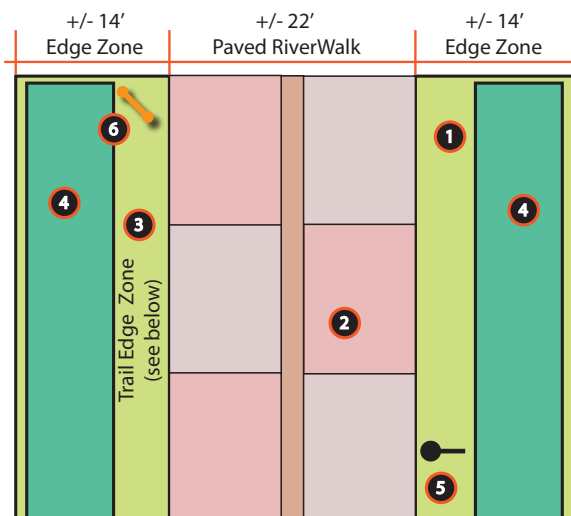 +/- 14’
Edge Zone
+/- 22’
Paved RiverWalk
+/- 14’
Edge Zone
6
1
4
3
4
Trail Edge Zone
(see below)
2
5